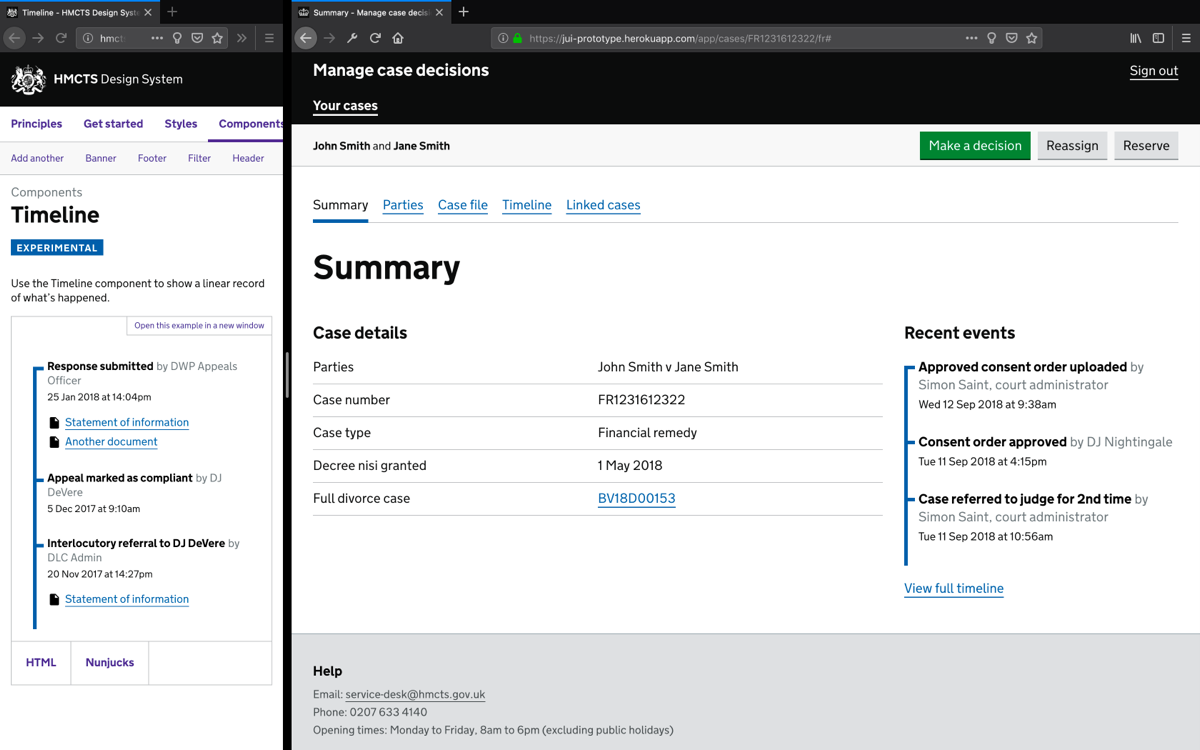 Timeline - HMCTS Design Syst
hmct
HMCTS Design System
Principles Get started Styles Components
Add another Banner Footer Filter Header
Components
Timeline
EXPERIMENTAL
Use the Timeline component to show a linear record
of what's happened.
Open this example in a new window
Response submitted by DWP Appeals
Officer
25 Jan 2018 at 14:04pm
Statement of information
Another document
Appeal marked as compliant by DJ
DeVere
5 Dec 2017 at 9:10am
Interlocutory referral to DJ DeVere by
DLC Admin
20 Nov 2017 at 14:27pm
Statement of information
HTML Nunjucks
Summary - Manage case decisi
https://jui-prototype.herokuapp.com/app/cases/FR1231612322/fr#
Manage case decisions
Sign out
Your cases
John Smith and Jane Smith
Make a decision Reassign Reserve
Summary Parties Case file Timeline Linked cases
Summary
Case details
Parties John Smith v Jane Smith
Case number FR1231612322
Case type Financial remedy
Decree nisi granted 1 May 2018
Full divorce case BV18D00153
Recent events
Approved consent order uploaded by
Simon Saint, court administrator
Wed 12 Sep 2018 at 9:38am
Consent order approved by DJ Nightingale
Tue 11 Sep 2018 at 4:15pm
Case referred to judge for 2nd time by
Simon Saint, court administrator
Tue 11 Sep 2018 at 10:56am
View full timeline
Help
Email: service-desk@hmcts.gov.uk
Phone: 0207 633 4140
Opening times: Monday to Friday, 8am to 6pm (excluding public holidays)